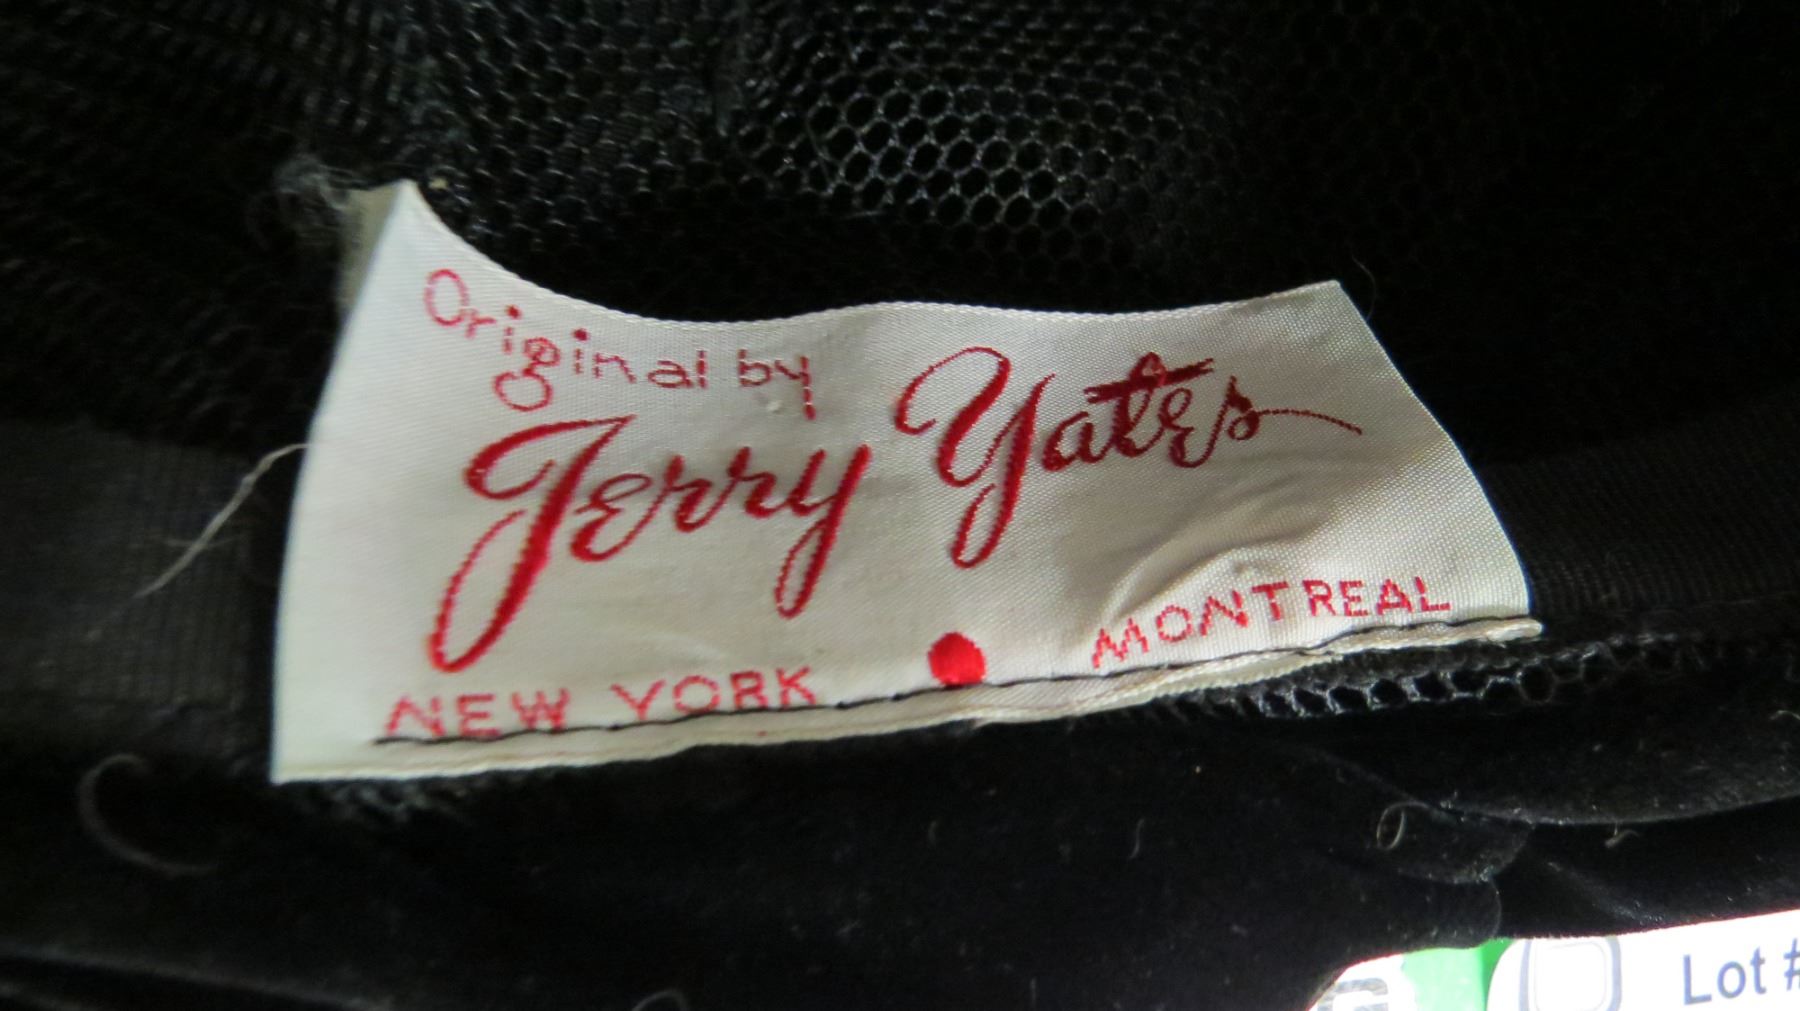 Original by
Jerry Yates
NEW YORK • MONTREAL
Lot #